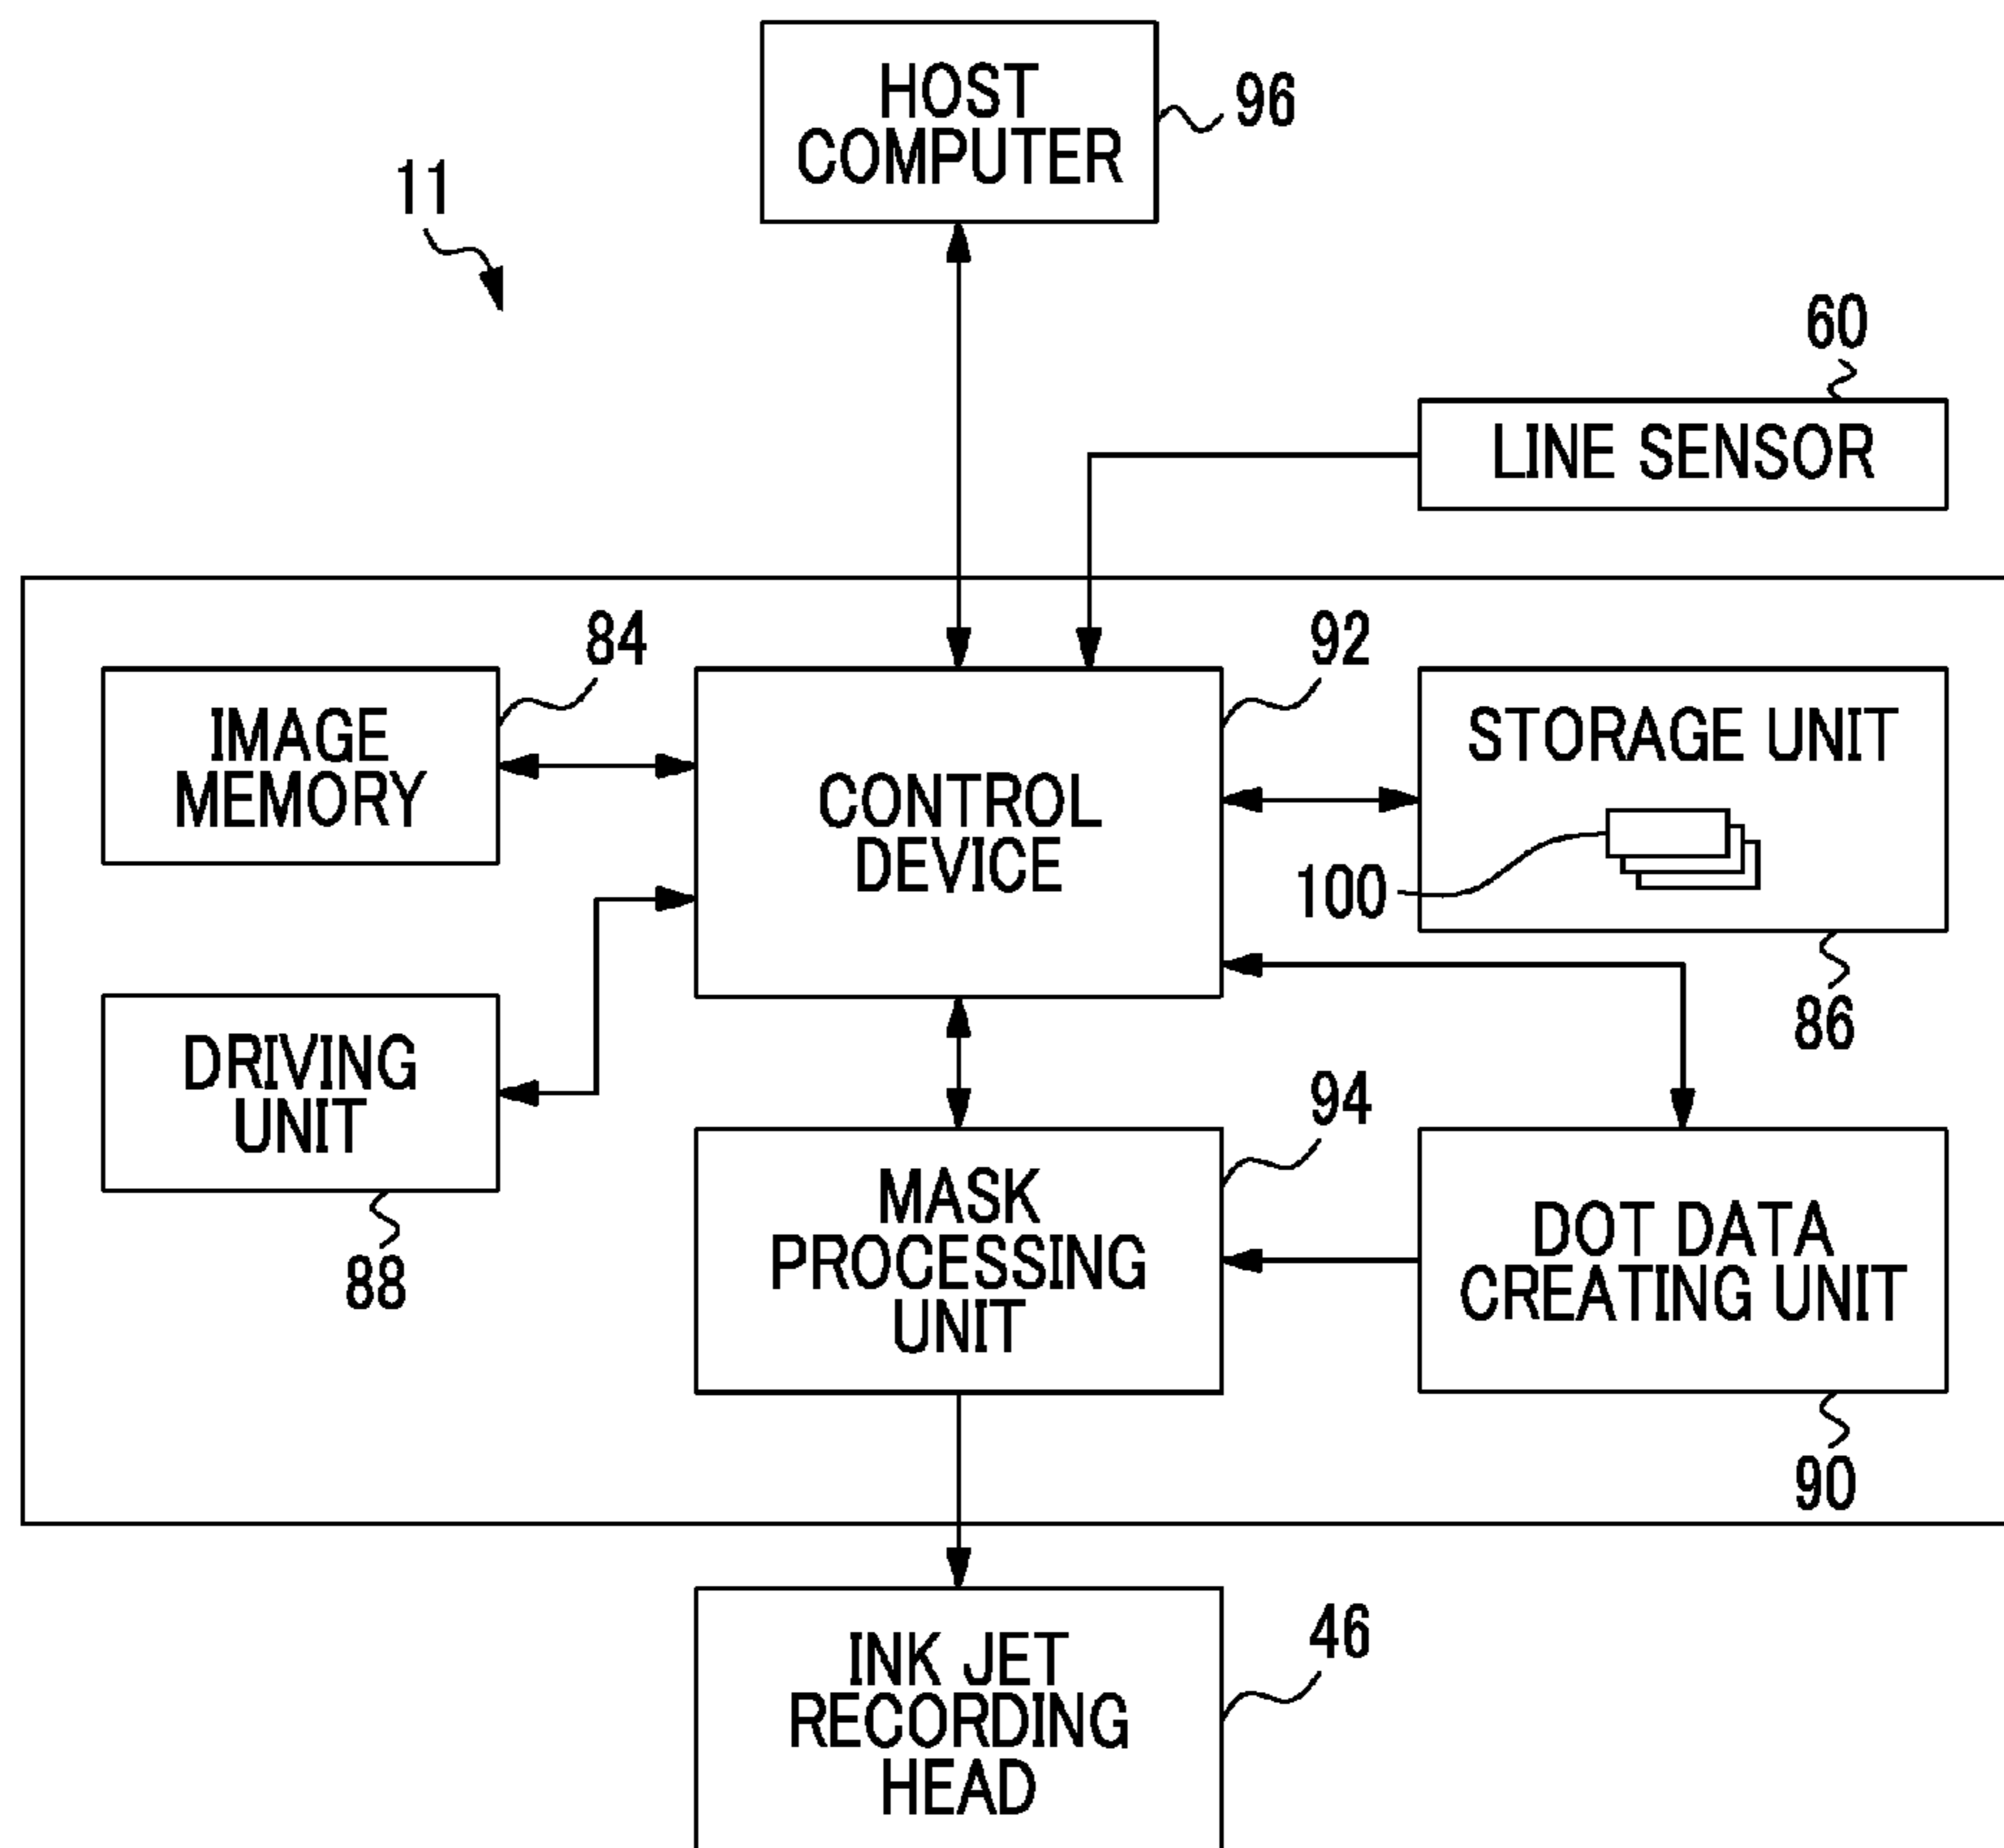 HOST
COMPUTER
96
11
60
LINE SENSOR
84
92
IMAGE
MEMORY
CONTROL
DEVICE
STORAGE UNIT
100
86
DRIVING
UNIT
88
94
MASK
PROCESSING
UNIT
DOT DATA
CREATING UNIT
90
INK JET
RECORDING
HEAD
46